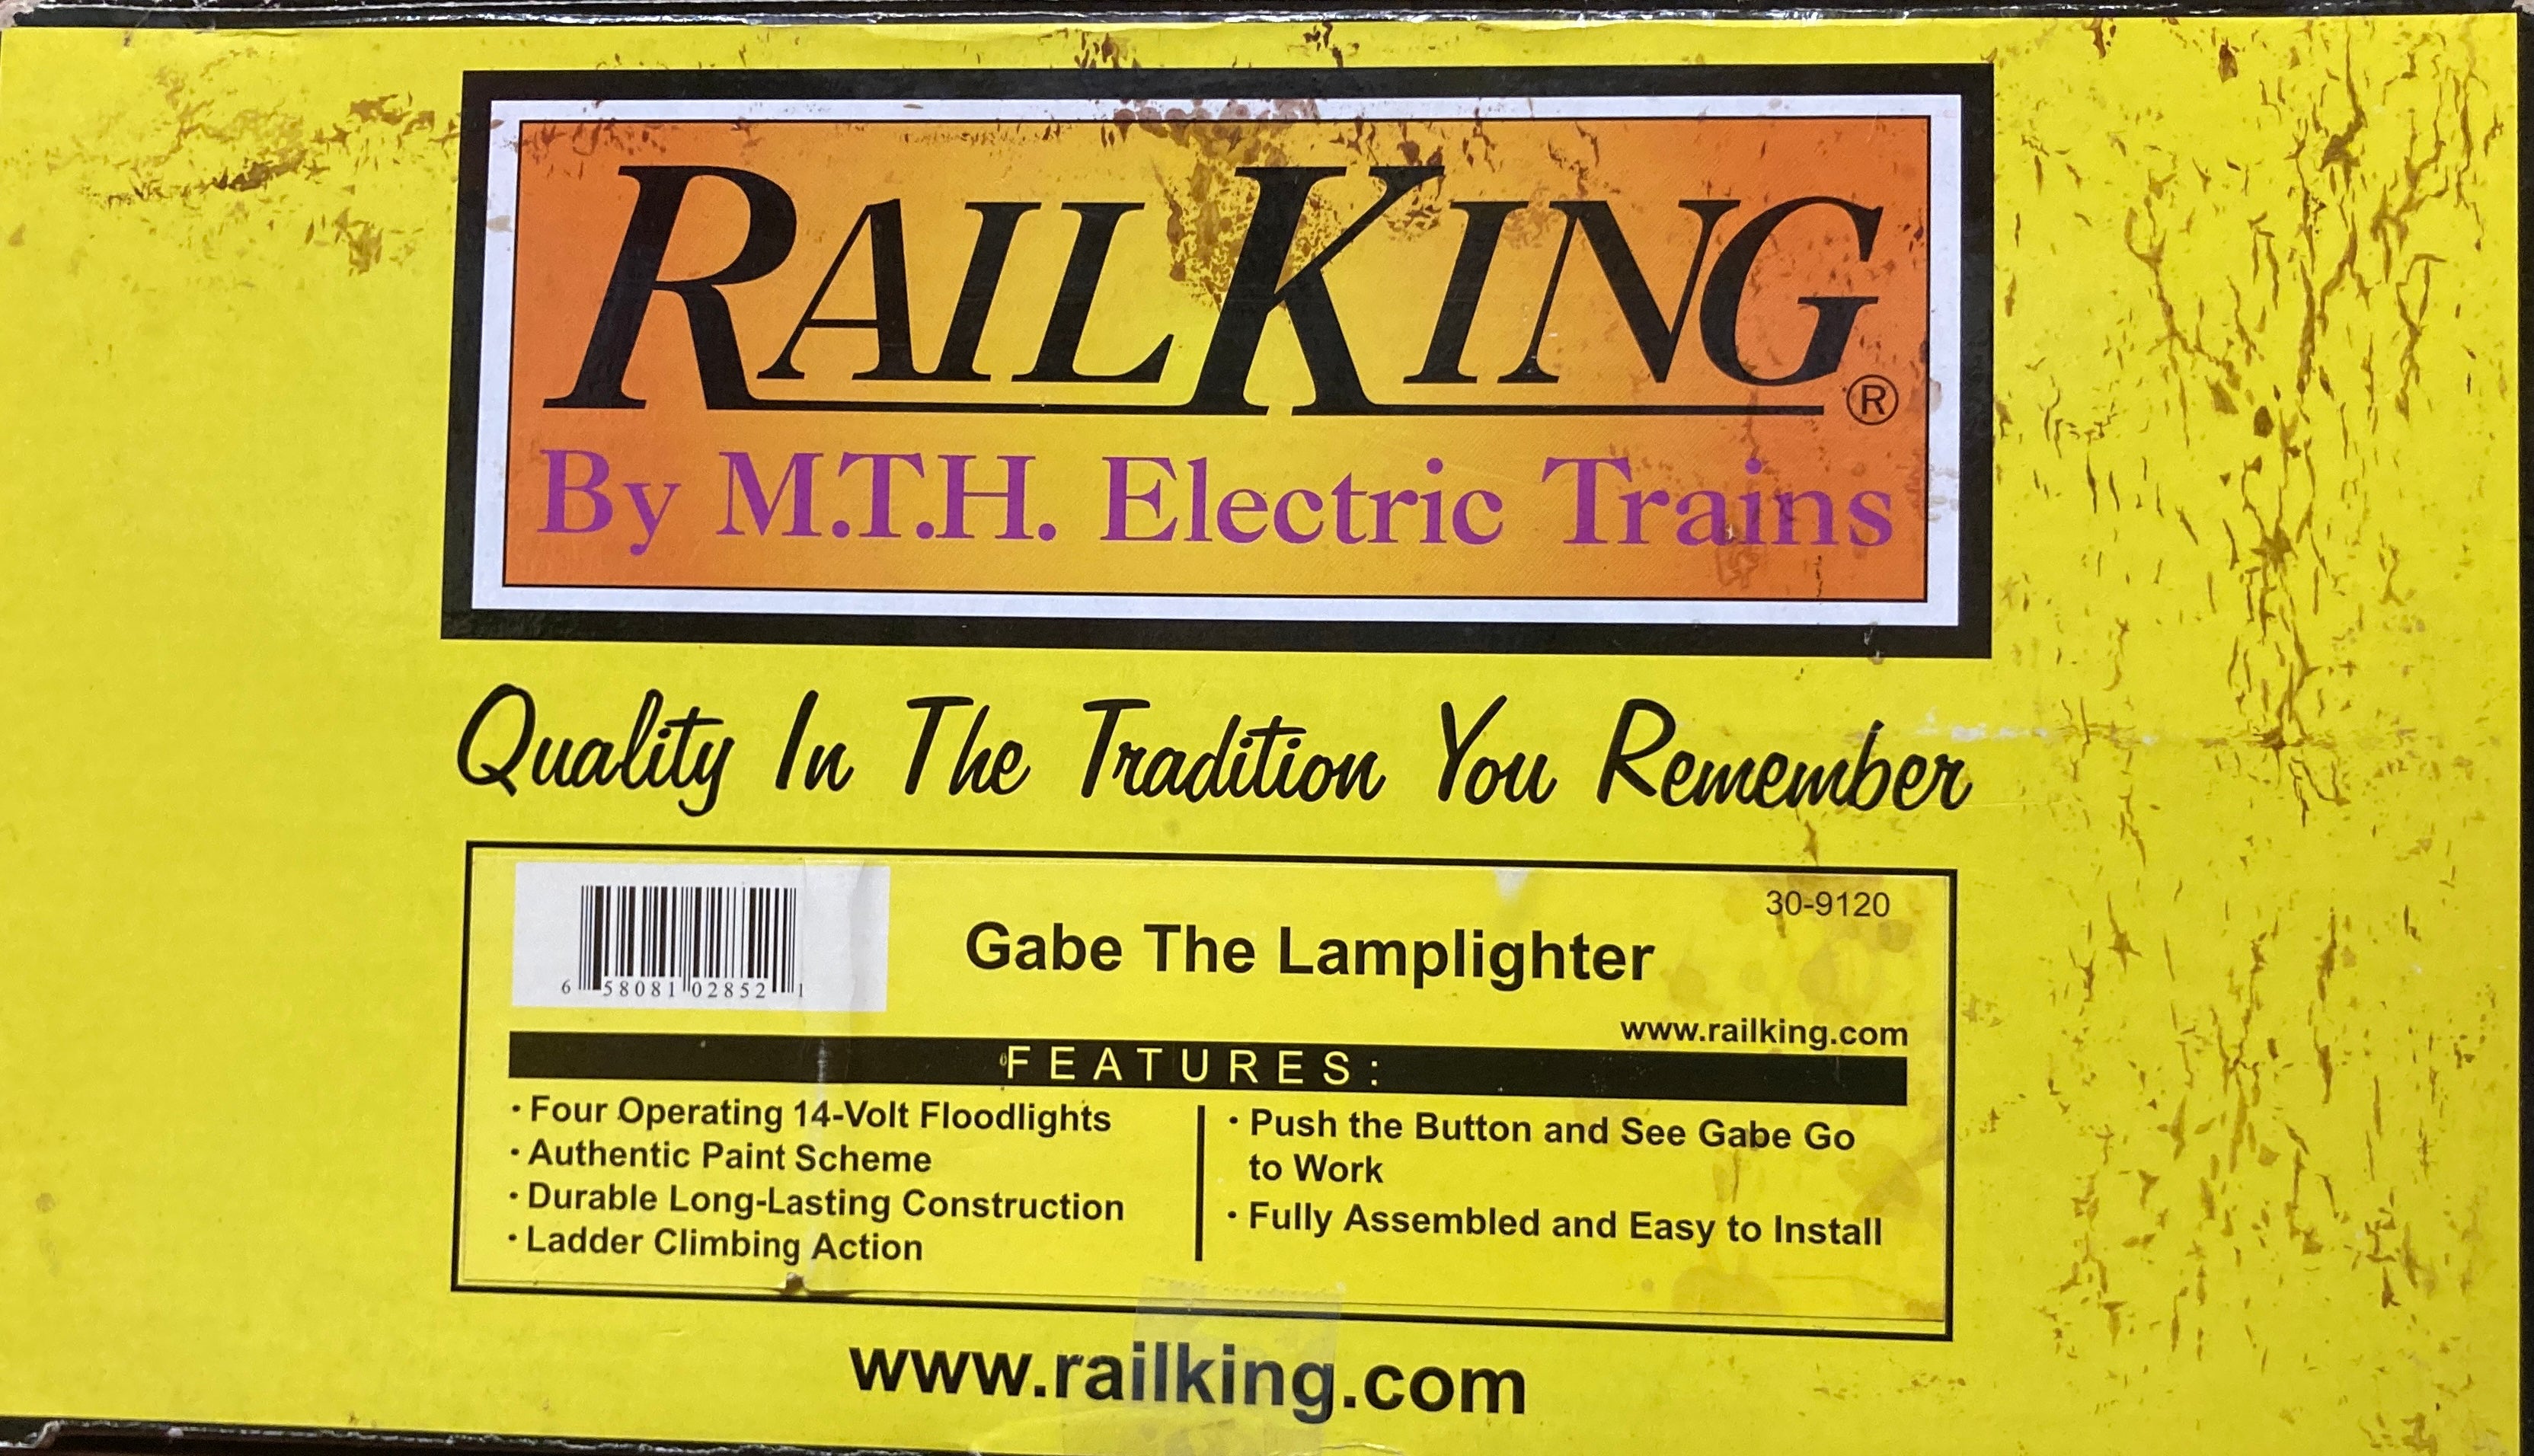 RAILKING®
By M.T.H. Electric Trains
Quality In The Tradition You Remember
30-9120
Gabe The Lamplighter
6 58081 02852 1
www.railking.com
FEATURES:
· Four Operating 14-Volt Floodlights
· Authentic Paint Scheme
· Durable Long-Lasting Construction
· Ladder Climbing Action
· Push the Button and See Gabe Go
to Work
· Fully Assembled and Easy to Install
www.railking.com